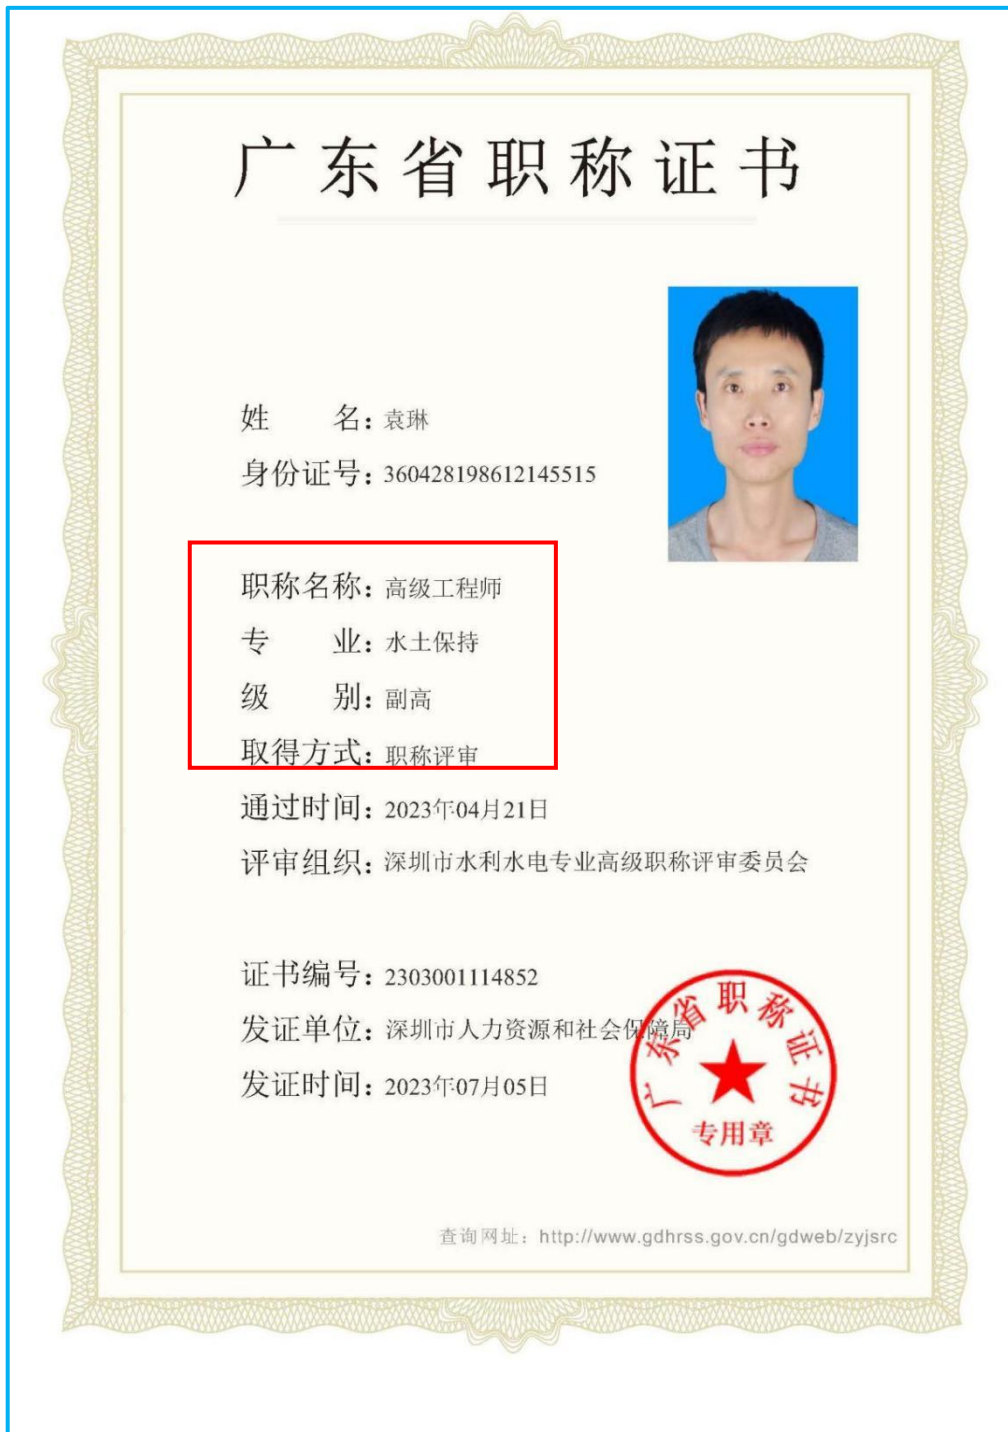 广东省职称证书
姓 名：袁琳
身份证号：360428198612145515
职称名称：高级工程师
专 业：水土保持
级 别：副高
取得方式：职称评审
通过时间：2023年04月21日
评审组织：深圳市水利水电专业高级职称评审委员会
证书编号：2303001114852
发证单位：深圳市人力资源和社会保障局
发证时间：2023年07月05日
广东省职称证书
专用章
查询网址：http://www.gdhrss.gov.cn/gdweb/zyjsrc